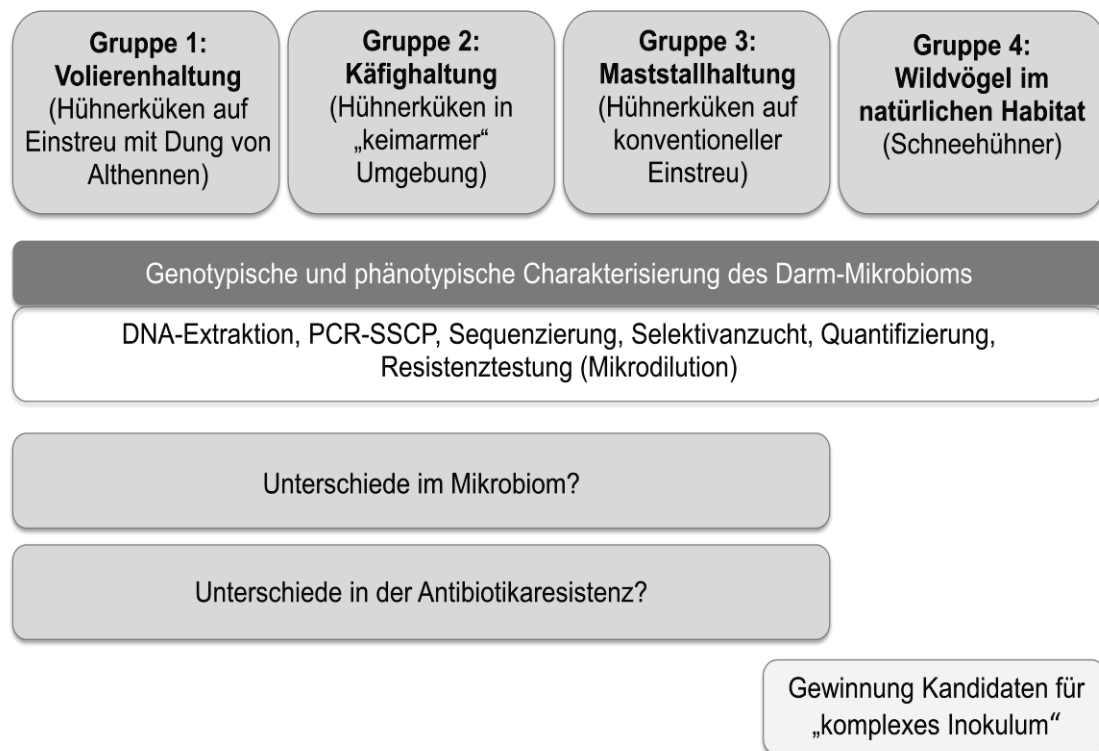 Gruppe 1:
Volierenhaltung
(Hühnerküken auf
Einstreu mit Dung von
Althennen)
Gruppe 2:
Käfighaltung
(Hühnerküken in
„keimarmer“
Umgebung)
Gruppe 3:
Maststallhaltung
(Hühnerküken auf
konventioneller
Einstreu)
Gruppe 4:
Wildvögel im
natürlichen Habitat
(Schneehühner)
Genotypische und phänotypische Charakterisierung des Darm-Mikrobioms
DNA-Extraktion, PCR-SSCP, Sequenzierung, Selektivanzucht, Quantifizierung,
Resistenztestung (Mikrodilution)
Unterschiede im Mikrobiom?
Unterschiede in der Antibiotikaresistenz?
Gewinnung Kandidaten für
„komplexes Inokulum“